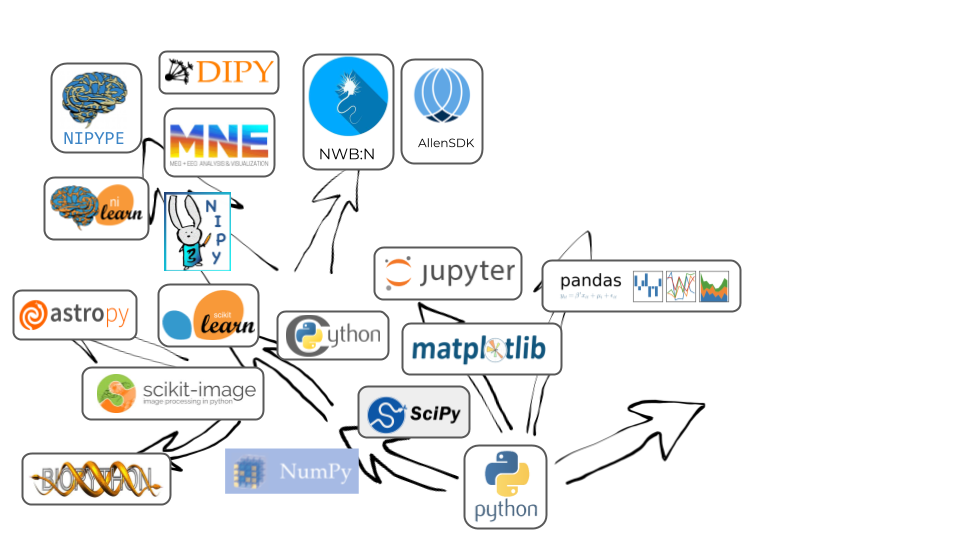 DIPY
NIPYPE
MNE
MEG + EEG ANALYSIS & VISUALIZATION
NWB:N
AllenSDK
ni
learn
N
I
P
y
jupyter
pandas
astropy
scikit
learn
cython
matplotlib
scikit-image
image processing in python
SciPy
BIOPYTHON
NumPy
python